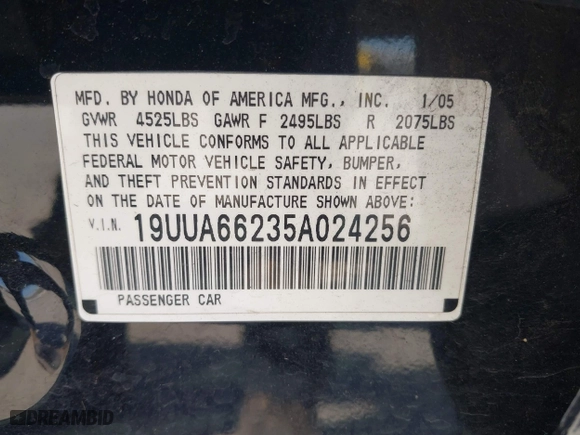 MFD. BY HONDA OF AMERICA MFG., INC. 1/05
GVWR 4525LBS GAWR F 2495LBS R 2075LBS
THIS VEHICLE CONFORMS TO ALL APPLICABLE
FEDERAL MOTOR VEHICLE SAFETY, BUMPER,
AND THEFT PREVENTION STANDARDS IN EFFECT
ON THE DATE OF MANUFACTURE SHOWN ABOVE:
V.I.N. 19UUA66235A024256
PASSENGER CAR
DREAMBID